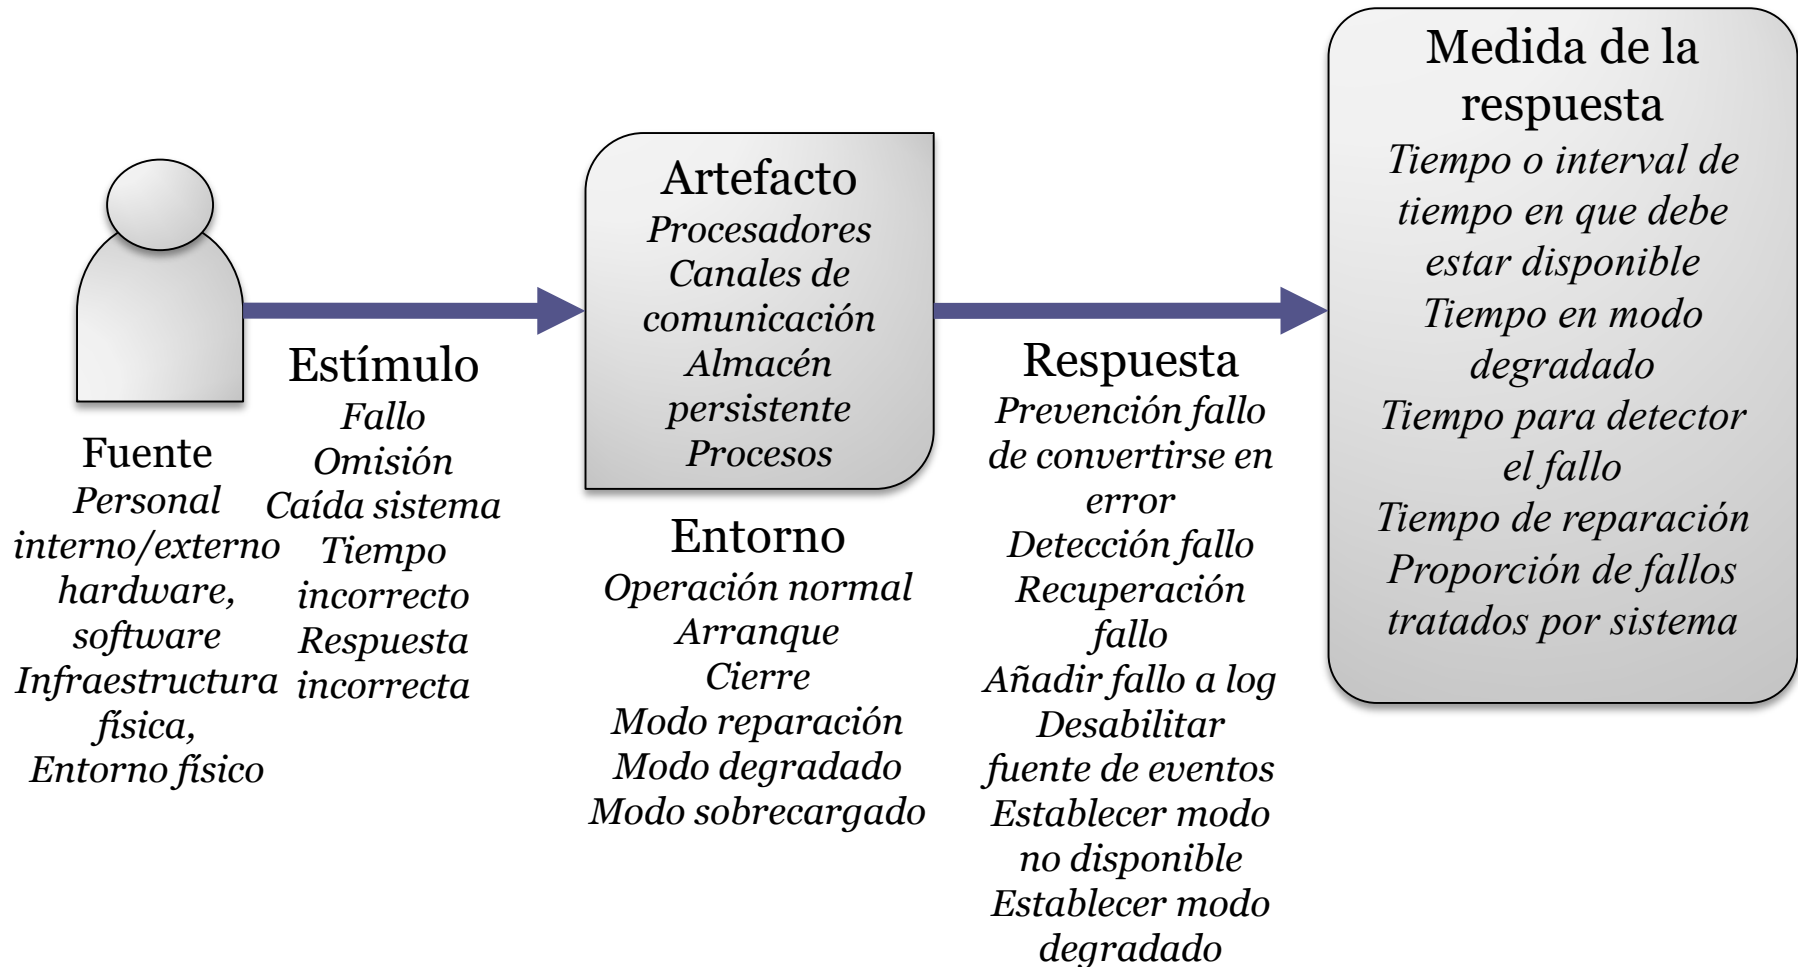 Fuente
Personal
interno/externo
hardware,
software
Infraestructura
física,
Entorno físico
Estímulo
Fallo
Omisión
Caída sistema
Tiempo
incorrecto
Respuesta
incorrecta
Artefacto
Procesadores
Canales de
comunicación
Almacén
persistente
Procesos
Entorno
Operación normal
Arranque
Cierre
Modo reparación
Modo degradado
Modo sobrecargado
Respuesta
Prevención fallo
de convertirse en
error
Detección fallo
Recuperación
fallo
Añadir fallo a log
Desabilitar
fuente de eventos
Establecer modo
no disponible
Establecer modo
degradado
Medida de la
respuesta
Tiempo o interval de
tiempo en que debe
estar disponible
Tiempo en modo
degradado
Tiempo para detector
el fallo
Tiempo de reparación
Proporción de fallos
tratados por sistema